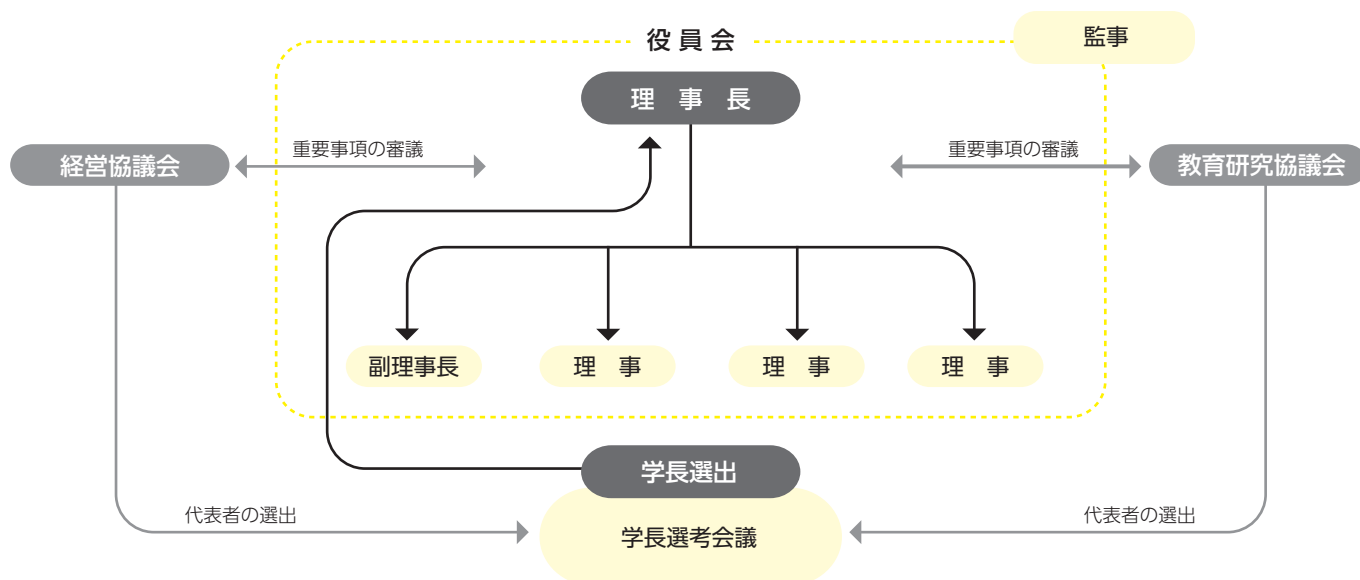 役員会
監事
理事長
経営協議会
重要事項の審議
重要事項の審議
教育研究協議会
副理事長
理事
理事
理事
学長選出
代表者の選出
学長選考会議
代表者の選出